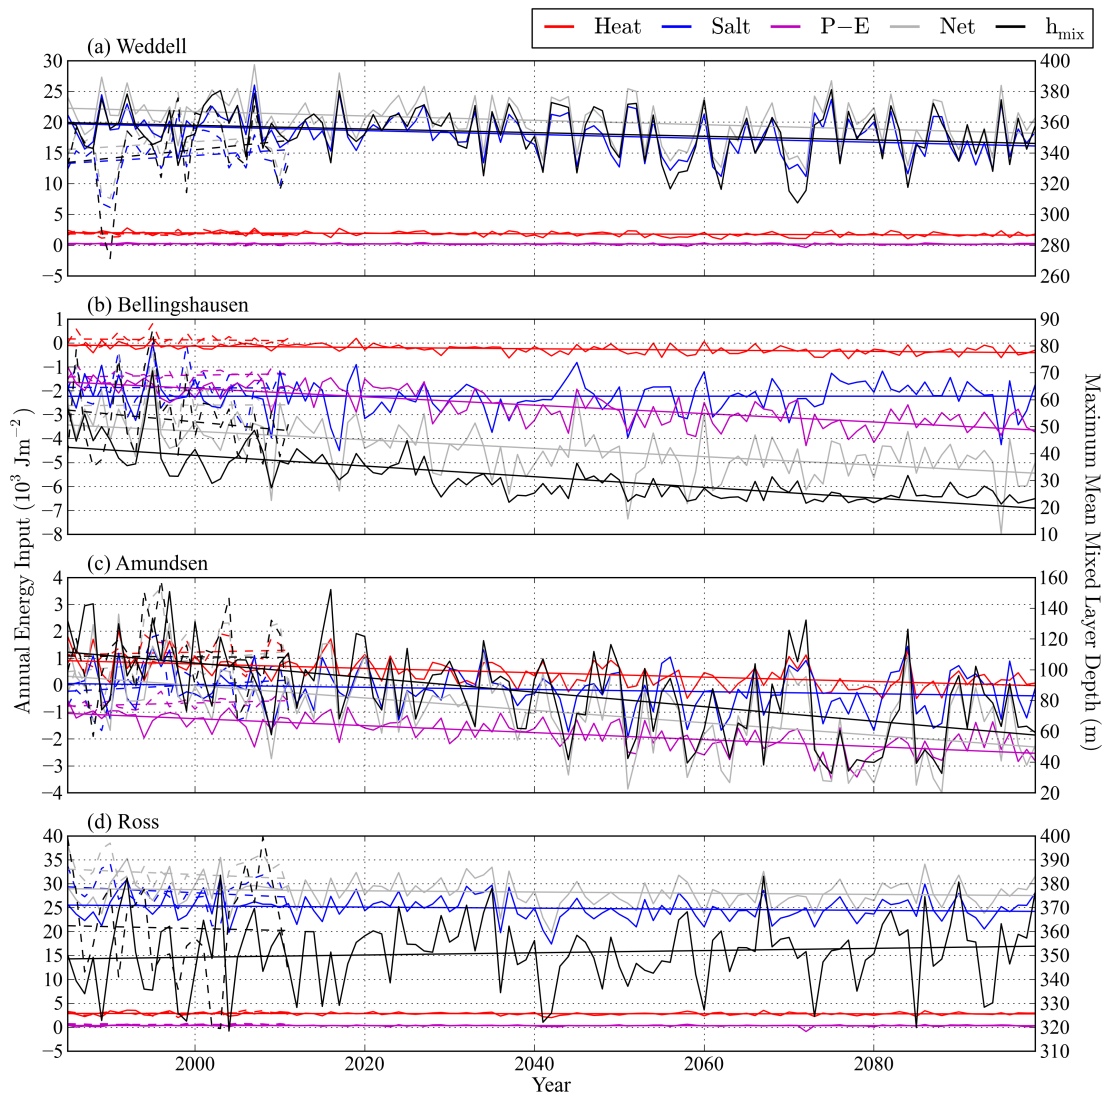 Heat Salt P−E Net h_mix
(a) Weddell
30 25 20 15 10 5 0 −5
400 380 360 340 320 300 280 260
(b) Bellingshausen
1 0 −1 −2 −3 −4 −5 −6 −7 −8
90 80 70 60 50 40 30 20 10
Annual Energy Input (10³ Jm⁻²)
Maximum Mean Mixed Layer Depth (m)
(c) Amundsen
4 3 2 1 0 −1 −2 −3 −4
160 140 120 100 80 60 40 20
(d) Ross
40 35 30 25 20 15 10 5 0 −5
400 390 380 370 360 350 340 330 320 310
2000 2020 2040 2060 2080
Year